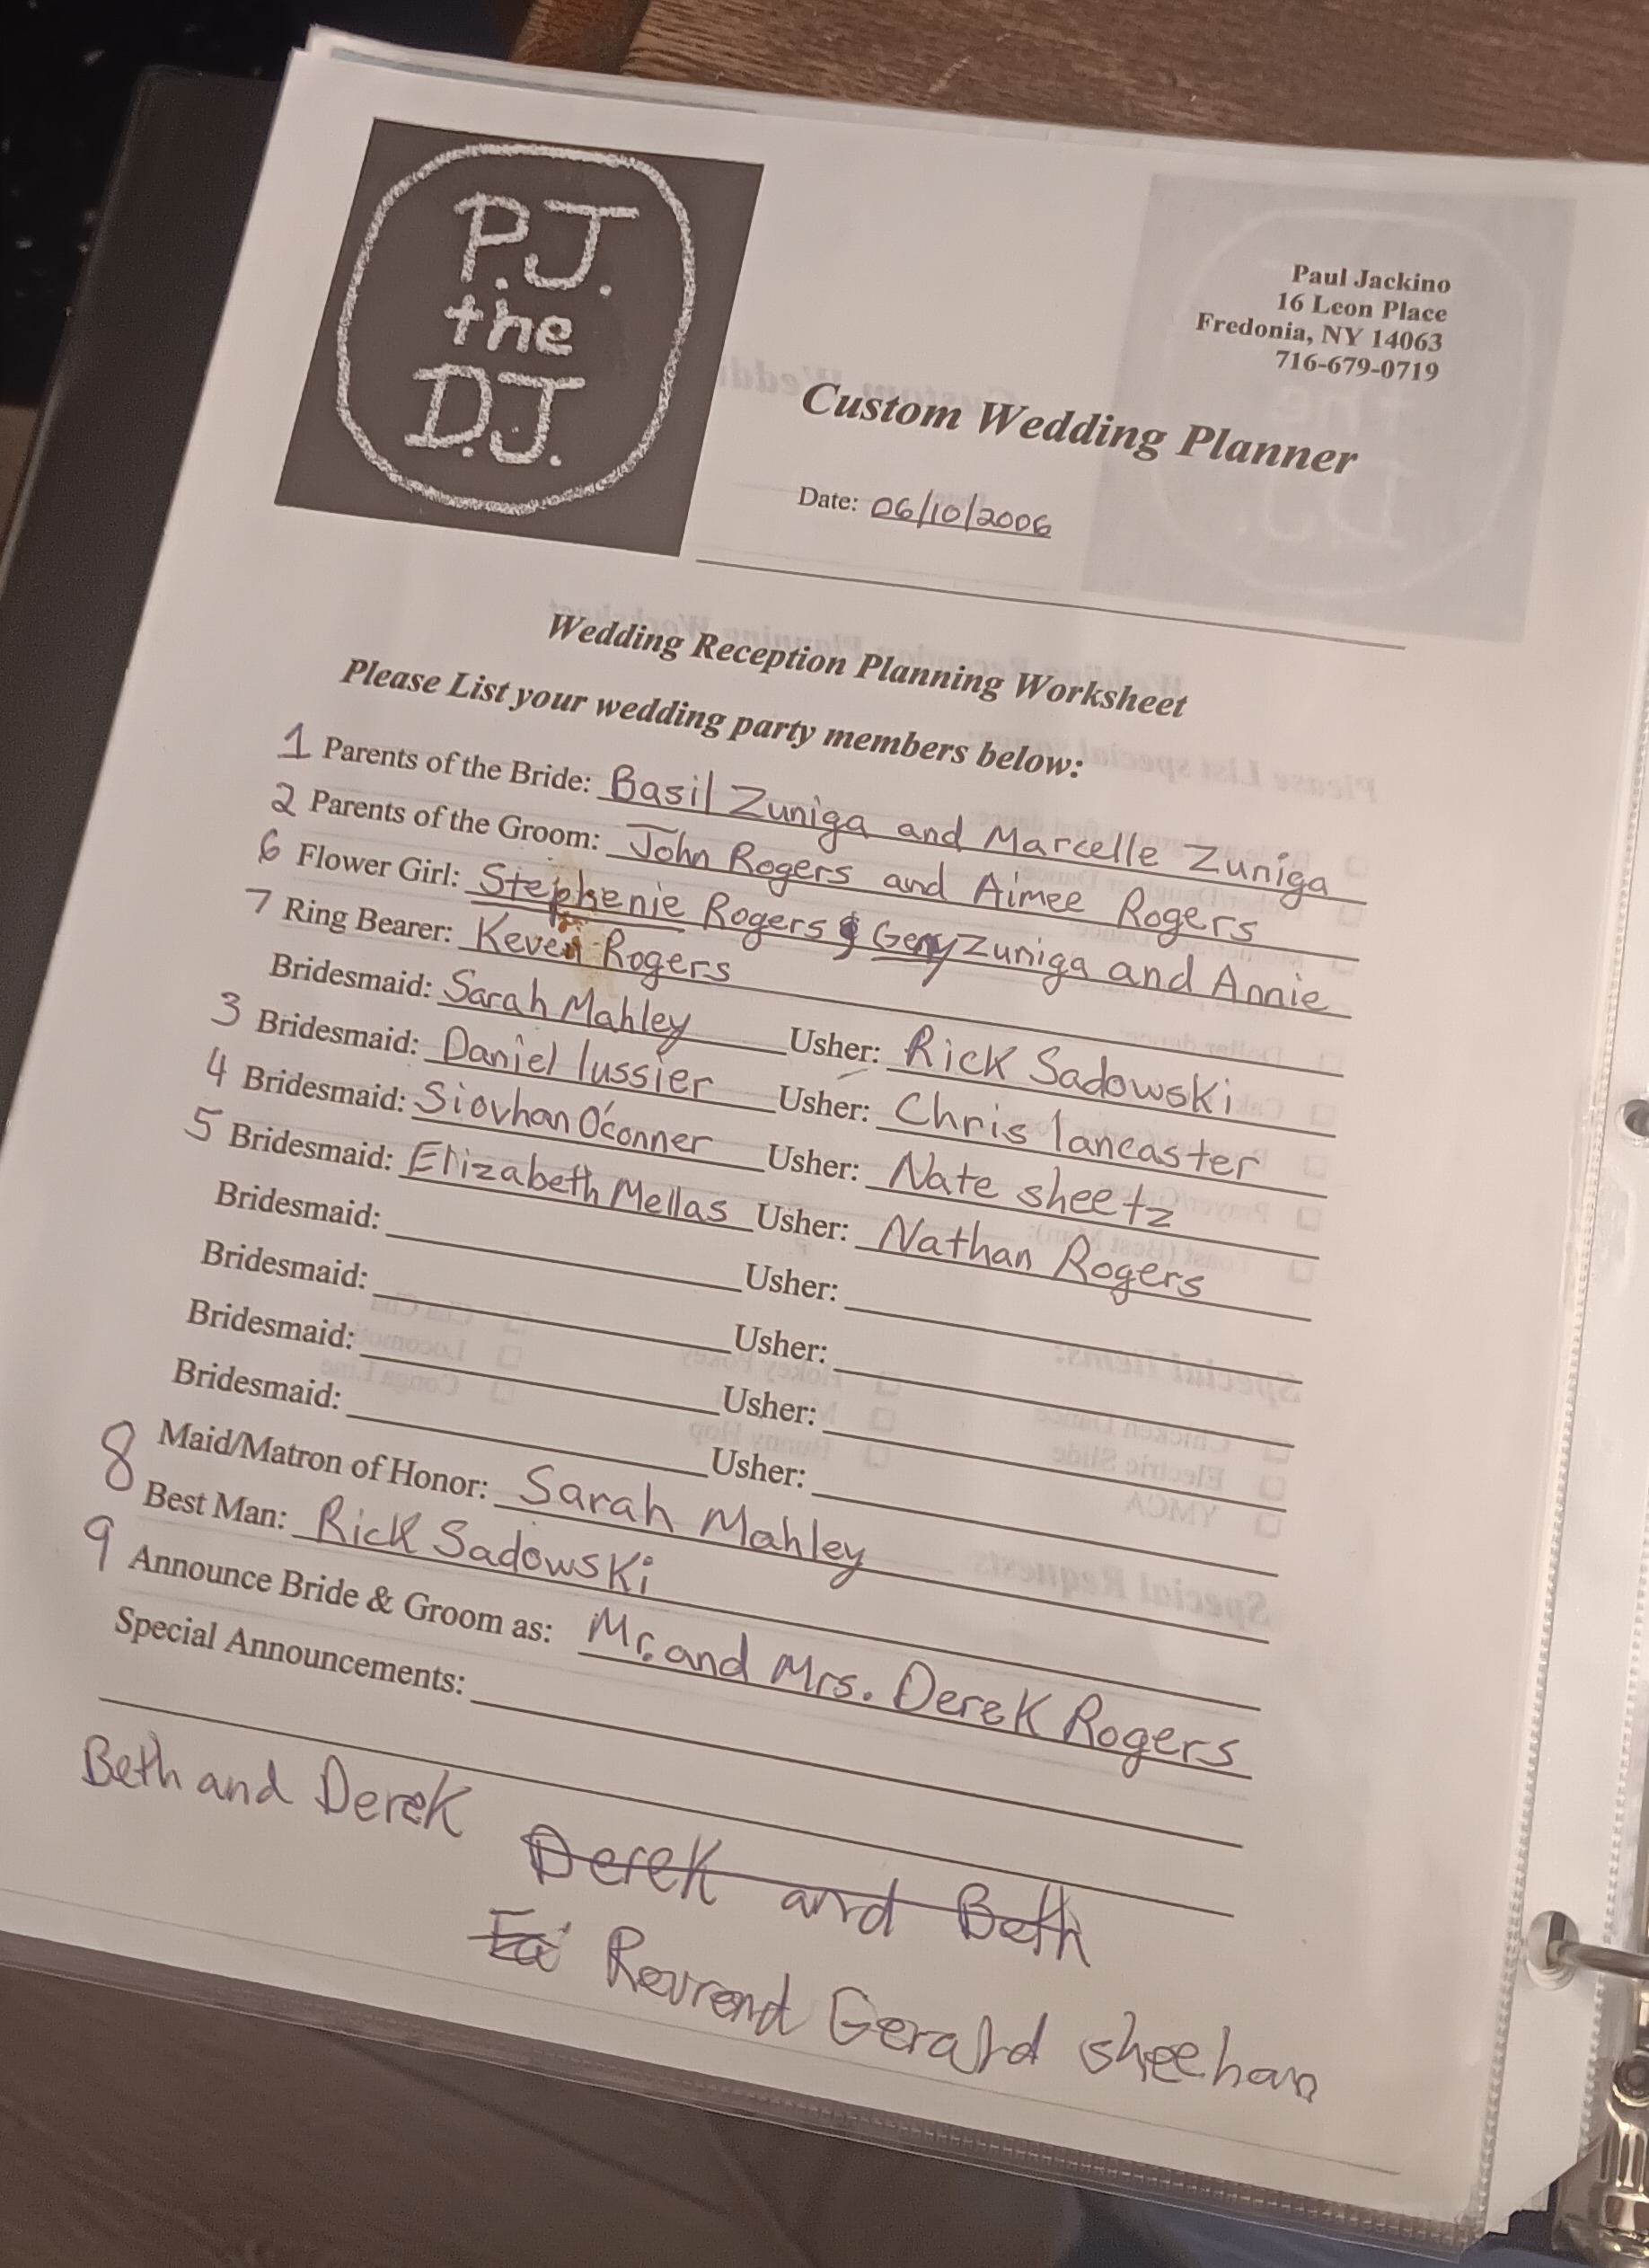 P.J.
the
D.J.
Paul Jackino
16 Leon Place
Fredonia, NY 14063
716-679-0719
Custom Wedding Planner
Date: 06/10/2006
Wedding Reception Planning Worksheet
Please List your wedding party members below:
1 Parents of the Bride: Basil Zuniga and Marcelle Zuniga
2 Parents of the Groom: John Rogers and Aimee Rogers
6 Flower Girl: Stephenie Rogers & Geny Zuniga and Annie
7 Ring Bearer: Keven Rogers
Bridesmaid: Sarah Mahley Usher: Rick Sadowski
3 Bridesmaid: Daniel lussier Usher: Chris lancaster
4 Bridesmaid: Siovhan O'conner Usher: Nate sheetz
5 Bridesmaid: Elizabeth Mellas Usher: Nathan Rogers
Bridesmaid: Usher:
Bridesmaid: Usher:
Bridesmaid: Usher:
Bridesmaid: Usher:
8 Maid/Matron of Honor: Sarah Mahley
Best Man: Rick Sadowski
9 Announce Bride & Groom as: Mr. and Mrs. Derek Rogers
Special Announcements:
Beth and Derek
Derek and Beth
Revrend Gerald sheehan